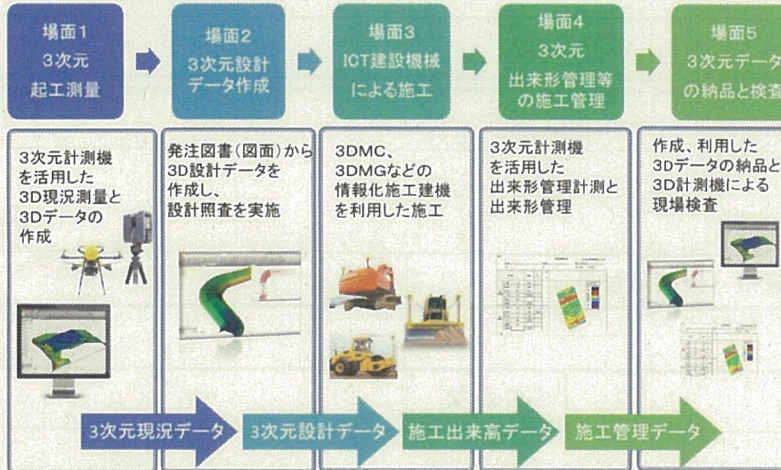 場面1
3次元
起工測量
場面2
3次元設計
データ作成
場面3
ICT建設機械
による施工
場面4
3次元
出来形管理等
の施工管理
場面5
3次元データ
の納品と検査
3次元計測機
を活用した
3D現況測量と
3Dデータの
作成
発注図書(図面)から
3D設計データを
作成し、
設計照査を実施
3DMC、
3DMGなどの
情報化施工建機
を利用した施工
3次元計測機
を活用した
出来形管理計測と
出来形管理
作成、利用した
3Dデータの納品と
3D計測機による
現場検査
3次元現況データ
3次元設計データ
施工出来高データ
施工管理データ